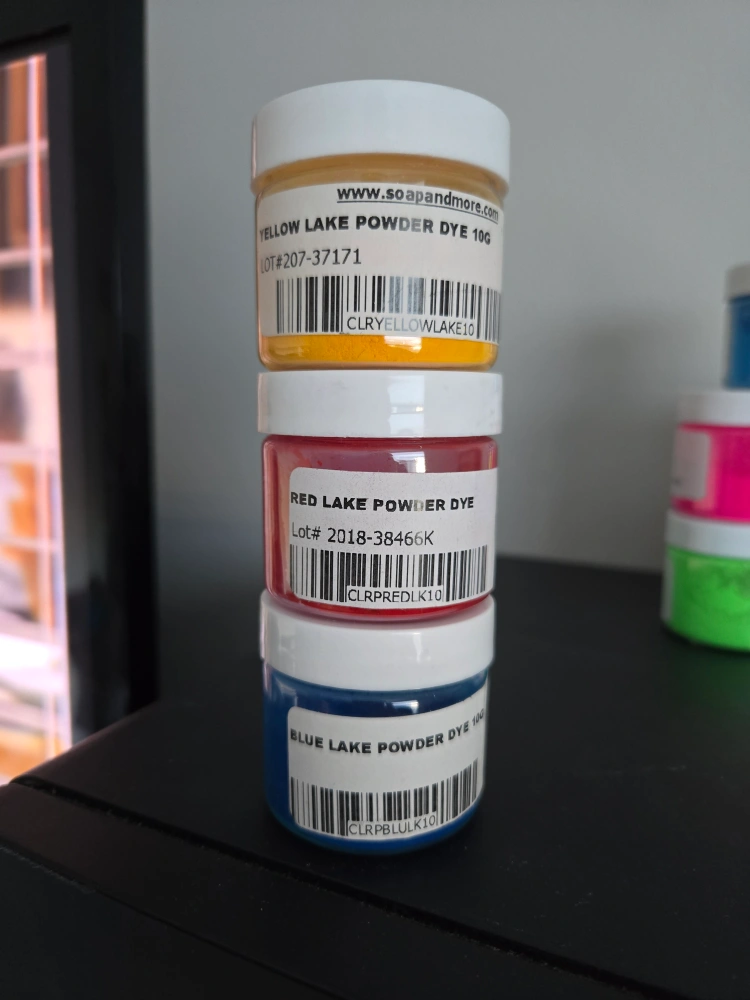 www.soapandmore.com
YELLOW LAKE POWDER DYE 10G
LOT#207-37171
CLRYELLOWLAKE10
RED LAKE POWDER DYE
Lot# 2018-38466K
CLRPREDLK10
BLUE LAKE POWDER DYE 10G
CLRPBLULK10